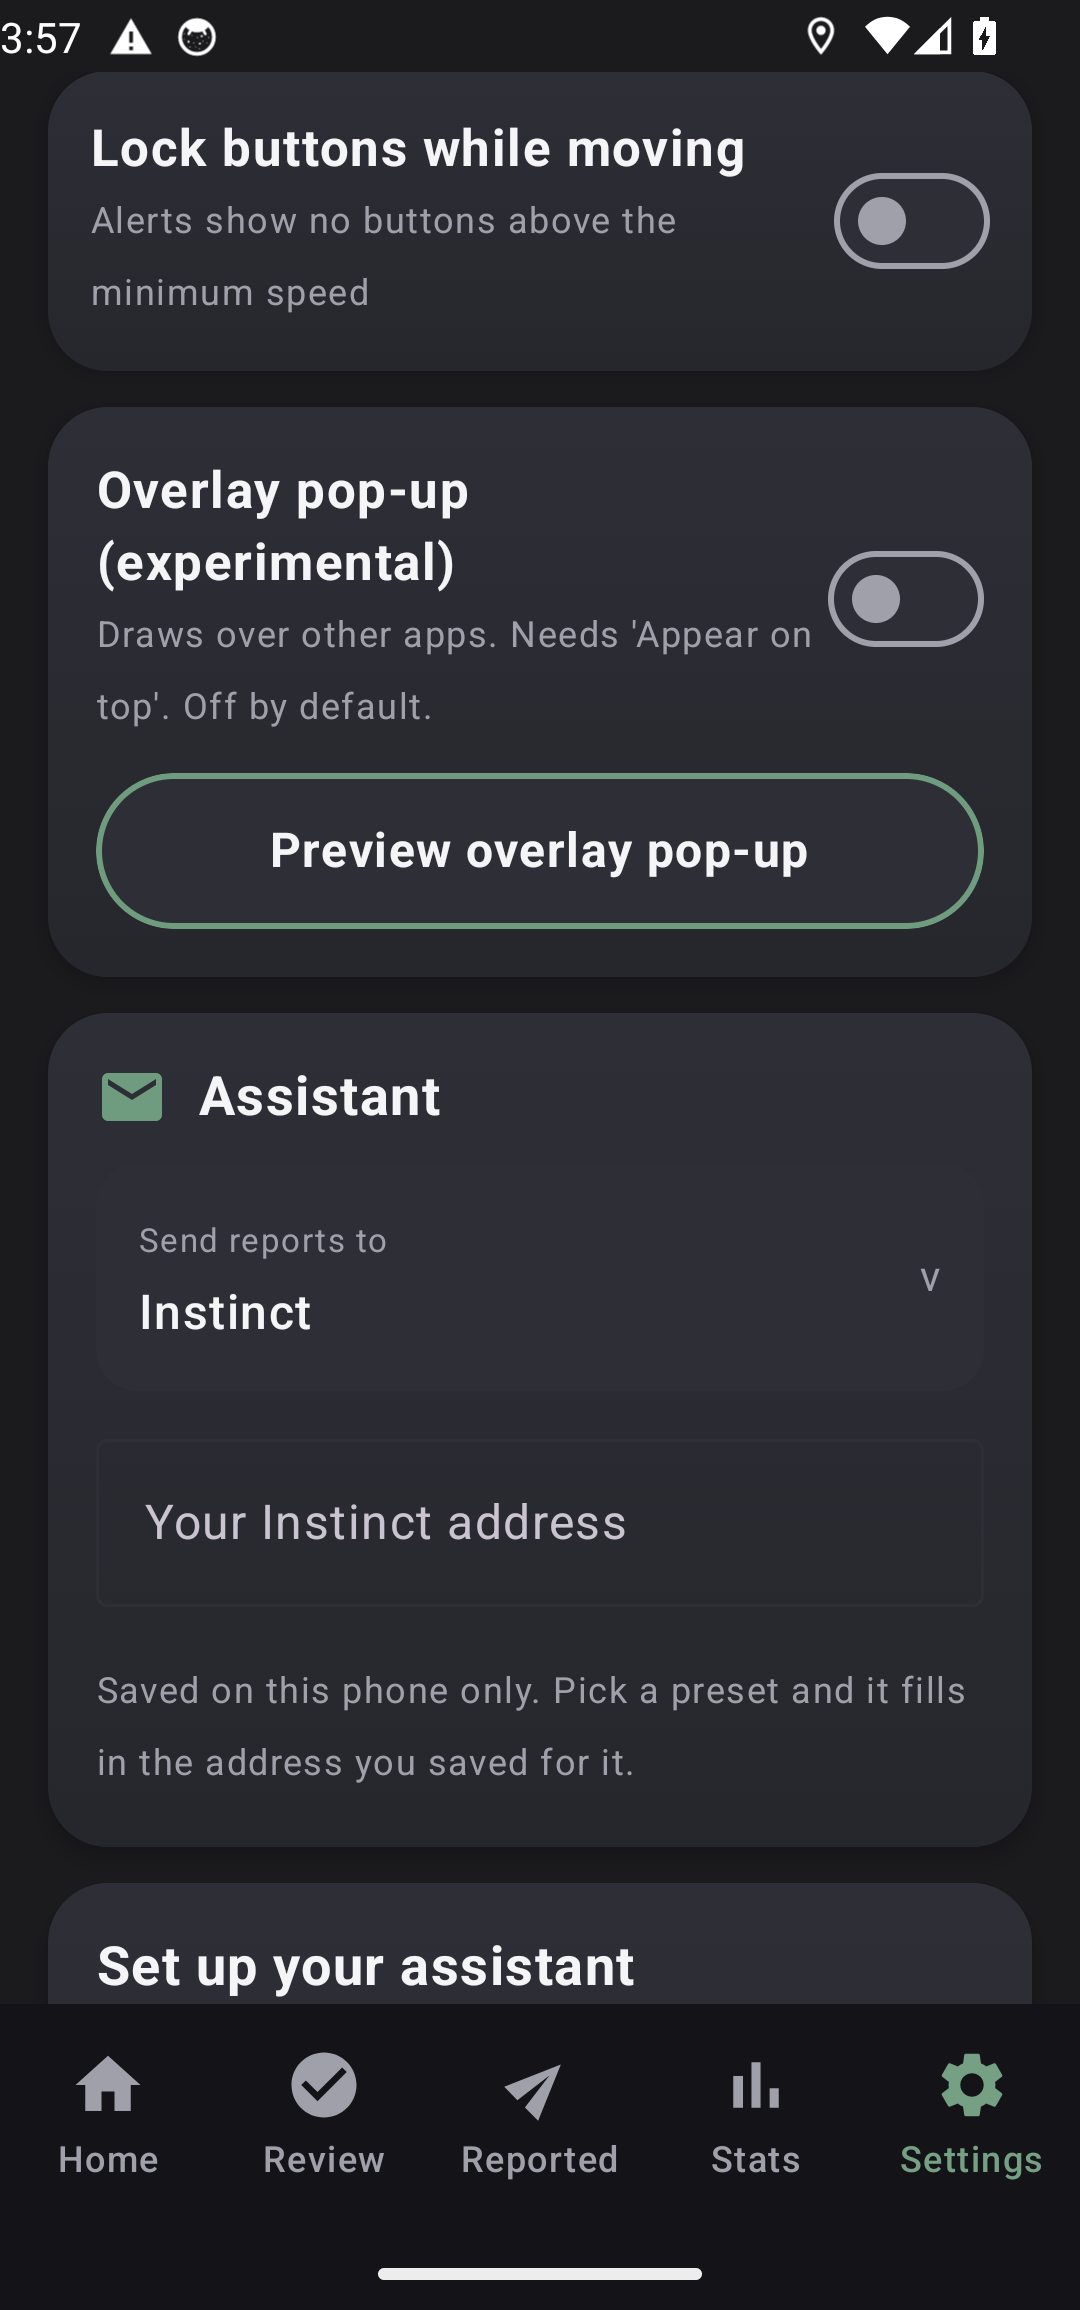 3:57
Lock buttons while moving
Alerts show no buttons above the
minimum speed
Overlay pop-up
(experimental)
Draws over other apps. Needs 'Appear on
top'. Off by default.
Preview overlay pop-up
Assistant
Send reports to
Instinct
v
Your Instinct address
Saved on this phone only. Pick a preset and it fills
in the address you saved for it.
Set up your assistant
Home
Review
Reported
Stats
Settings